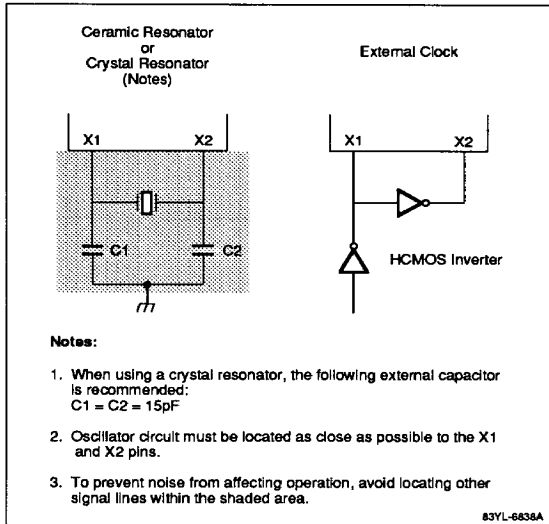 Ceramic Resonator
or
Crystal Resonator
(Notes)
External Clock
X1
X2
X1
X2
C1
C2
HCMOS Inverter
Notes:
1. When using a crystal resonator, the following external capacitor
is recommended:
C1 = C2 = 15pF
2. Oscillator circuit must be located as close as possible to the X1
and X2 pins.
3. To prevent noise from affecting operation, avoid locating other
signal lines within the shaded area.
83YL-6838A